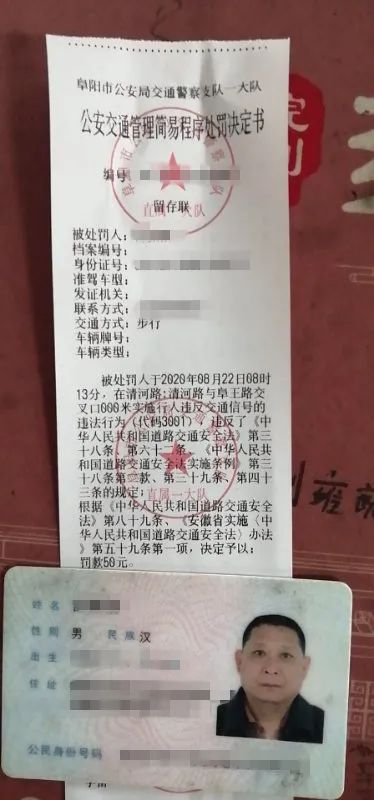 阜阳市公安局交通警察支队一大队
公安交通管理简易程序处罚决定书
编号
直属一大队
留存联
被处罚人：
档案编号：
身份证号：
准驾车型：
发证机关：
联系方式：
交通方式：步行
车辆牌号：
车辆类型：
被处罚人于2020年08月22日08时
13分，在清河路:清河路与阜王路交
叉口000米实施行人违反交通信号的
违法行为（代码3001），违反了《中
华人民共和国道路交通安全法》第三
十八条、第六十二条，《中华人民共
和国道路交通安全法实施条例》第三
十八条第三款、第三十九条、第四十
三条的规定；
直属一大队
根据《中华人民共和国道路交通安全
法》第八十九条、《安徽省实施〈中
华人民共和国道路交通安全法〉办法
》第五十九条第一项，决定予以：
罚款50元。
姓名
性别 男 民族 汉
出生
住址
公民身份号码